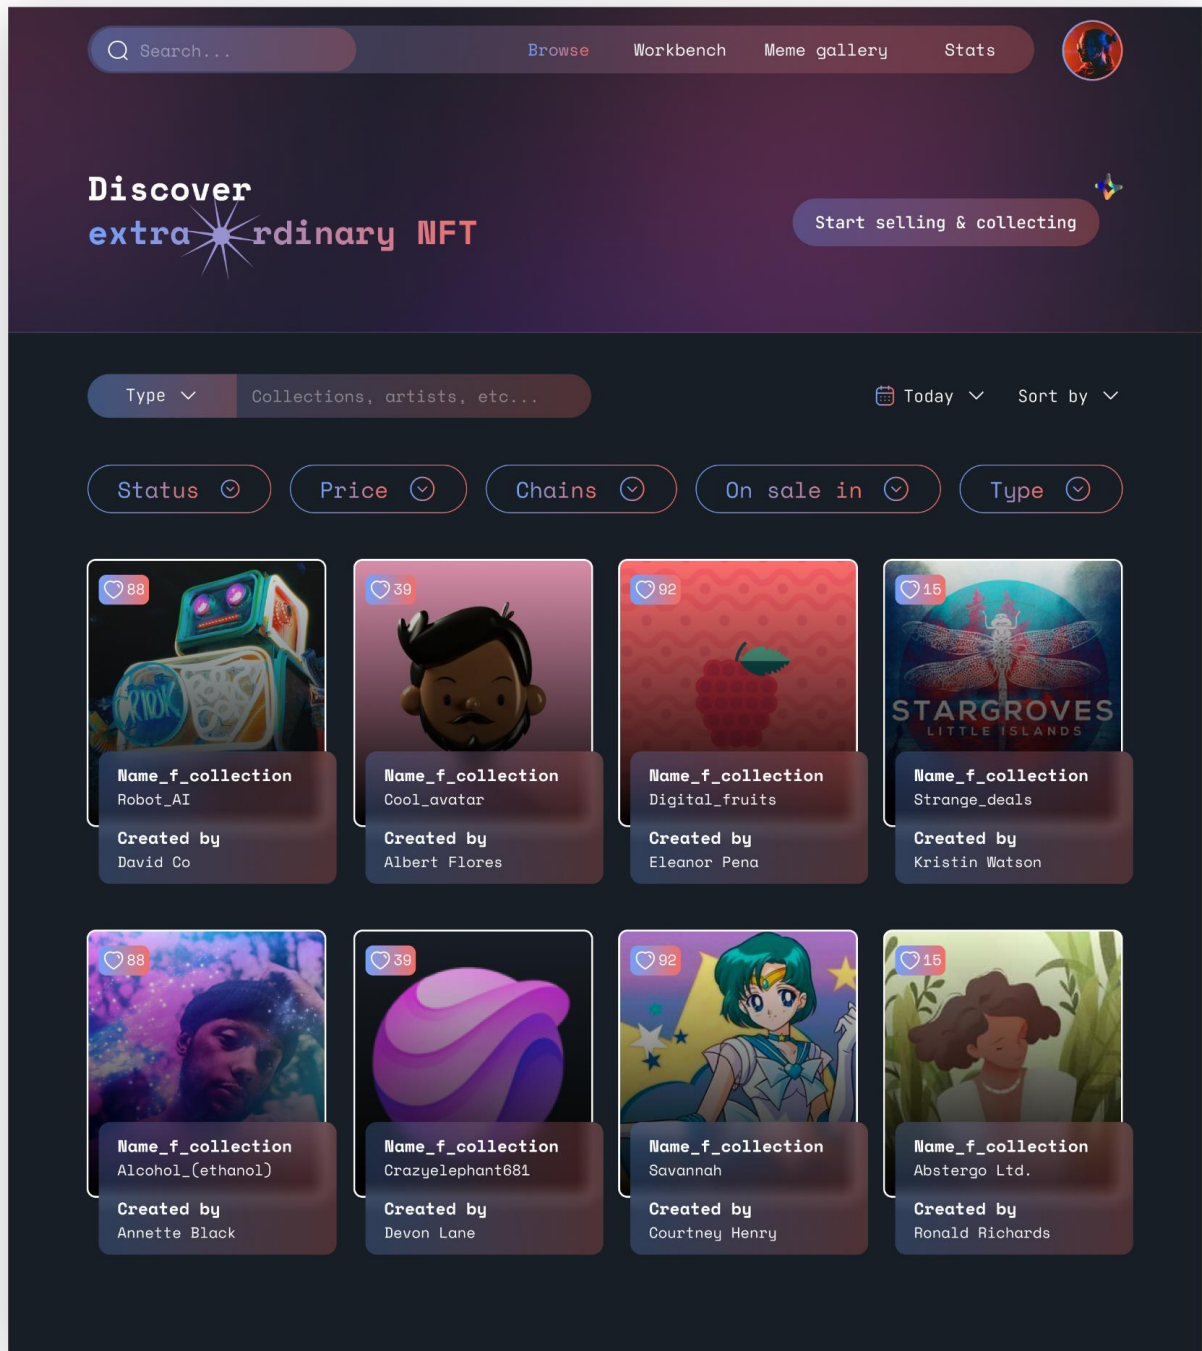 Search...
Browse
Workbench
Meme gallery
Stats
Discover
extra rdinary NFT
Start selling & collecting
Type
Collections, artists, etc...
Today
Sort by
Status
Price
Chains
On sale in
Type
88
39
92
15
STARGROVES
LITTLE ISLANDS
Name_f_collection
Robot_AI
Created by
David Co
Name_f_collection
Cool_avatar
Created by
Albert Flores
Name_f_collection
Digital_fruits
Created by
Eleanor Pena
Name_f_collection
Strange_deals
Created by
Kristin Watson
88
39
92
15
Name_f_collection
Alcohol_(ethanol)
Created by
Annette Black
Name_f_collection
Crazyelephant681
Created by
Devon Lane
Name_f_collection
Savannah
Created by
Courtney Henry
Name_f_collection
Abstergo Ltd.
Created by
Ronald Richards